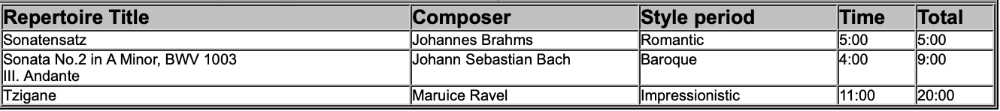 Repertoire Title Composer Style period Time Total
Sonatensatz Johannes Brahms Romantic 5:00 5:00
Sonata No.2 in A Minor, BWV 1003 Johann Sebastian Bach Baroque 4:00 9:00
III. Andante
Tzigane Maruice Ravel Impressionistic 11:00 20:00